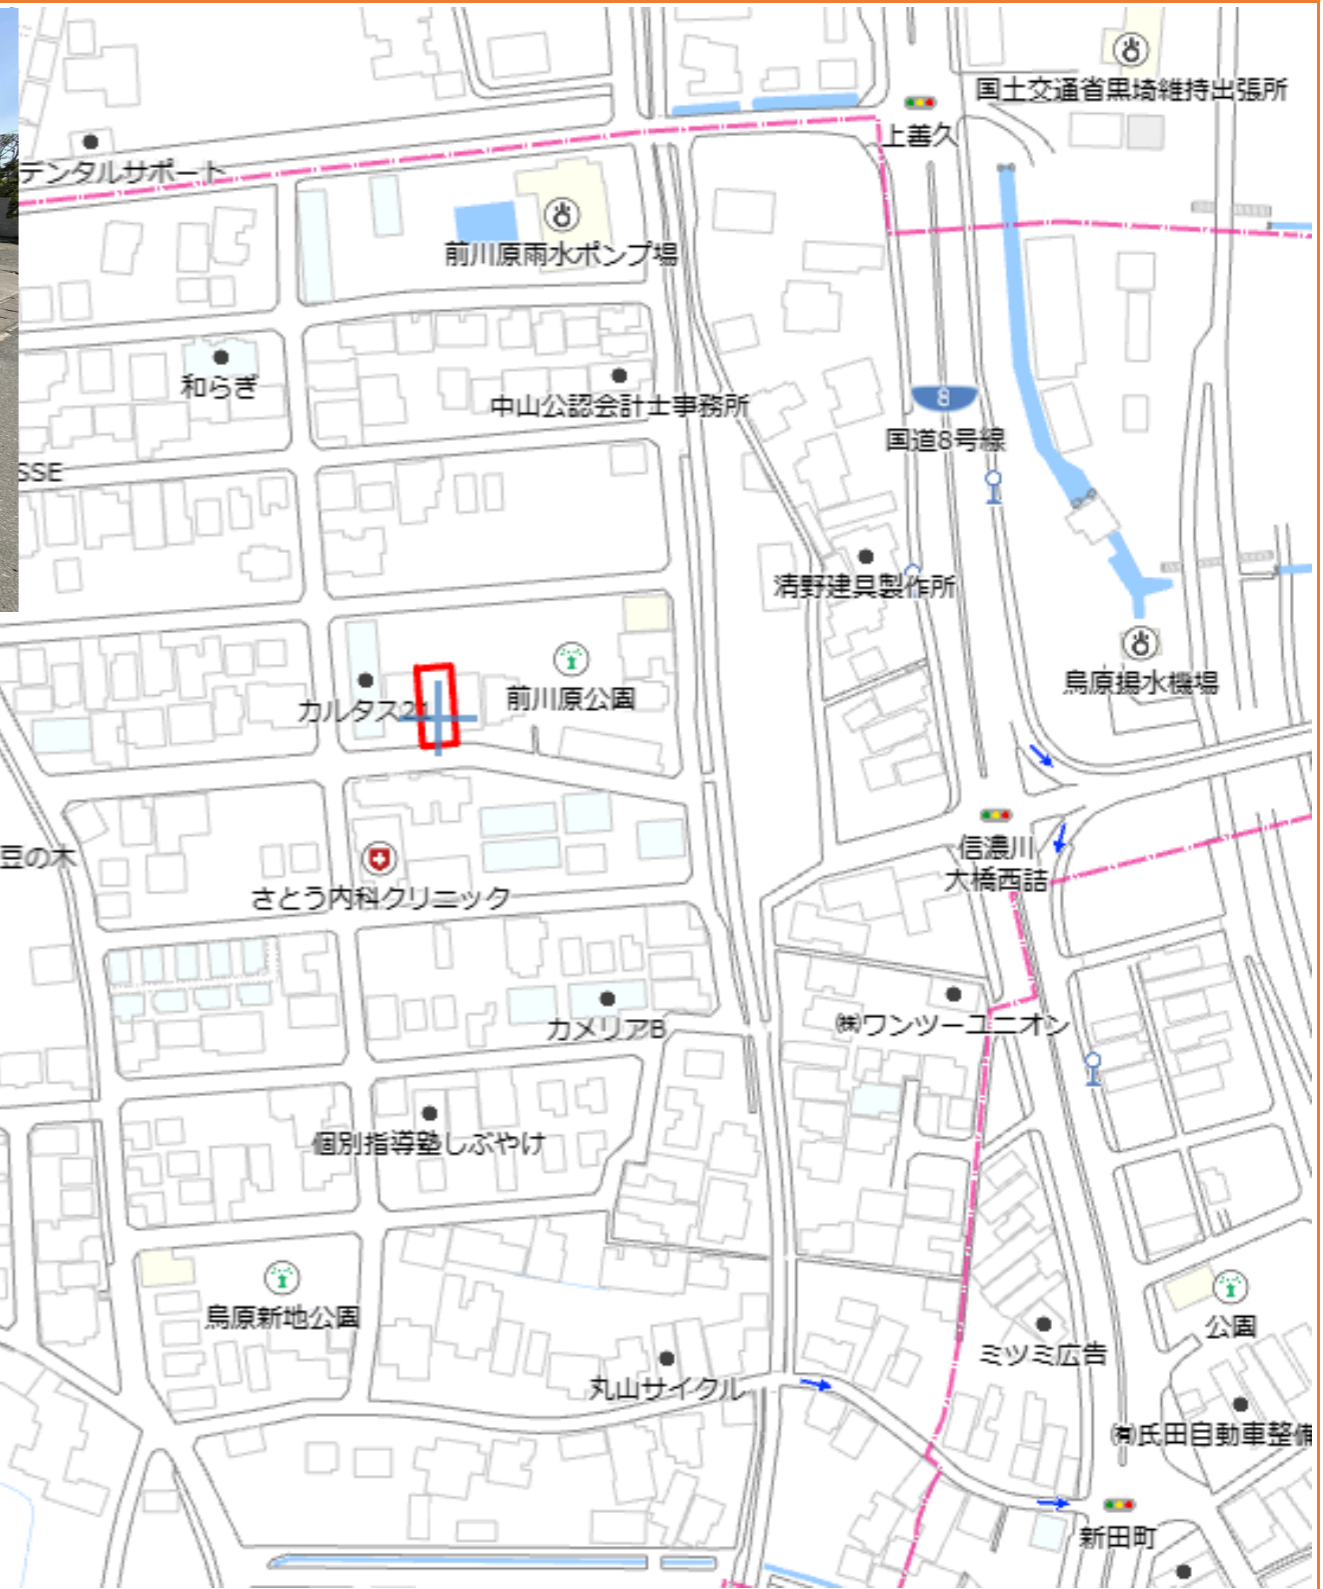 国土交通省黒埼維持出張所
上善久
デンタルサポート
前川原雨水ポンプ場
和らぎ
中山公認会計士事務所
8
国道8号線
SSE
清野建具製作所
鳥原揚水機場
前川原公園
カルタス21
信濃川
大橋西詰
豆の木
さとう内科クリニック
㈱ワンツーユニオン
カメリアB
個別指導塾しぶやけ
鳥原新地公園
公園
ミツミ広告
丸山サイクル
㈲氏田自動車整備
新田町